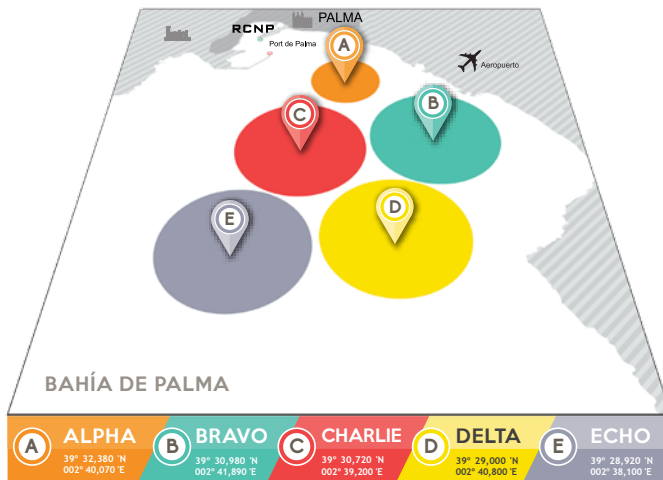 PALMA
RCNP
Port de Palma
A
Aeropuerto
B
C
D
E
BAHÍA DE PALMA
A ALPHA
39° 32,380 'N
002° 40,070 'E
B BRAVO
39° 30,980 'N
002° 41,890 'E
C CHARLIE
39° 30,720 'N
002° 39,200 'E
D DELTA
39° 29,000 'N
002° 40,800 'E
E ECHO
39° 28,920 'N
002° 38,100 'E